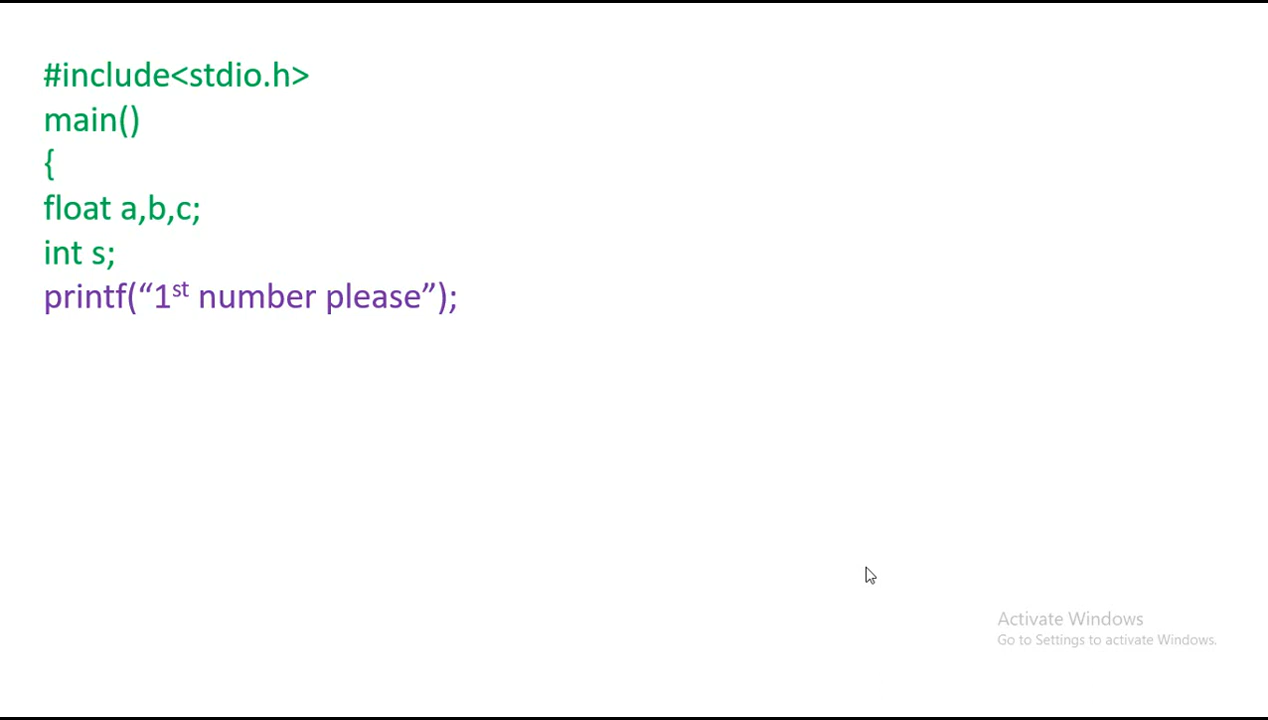 #include<stdio.h>
main()
{
float a,b,c;
int s;
printf(“1st number please”);
Activate Windows
Go to Settings to activate Windows.